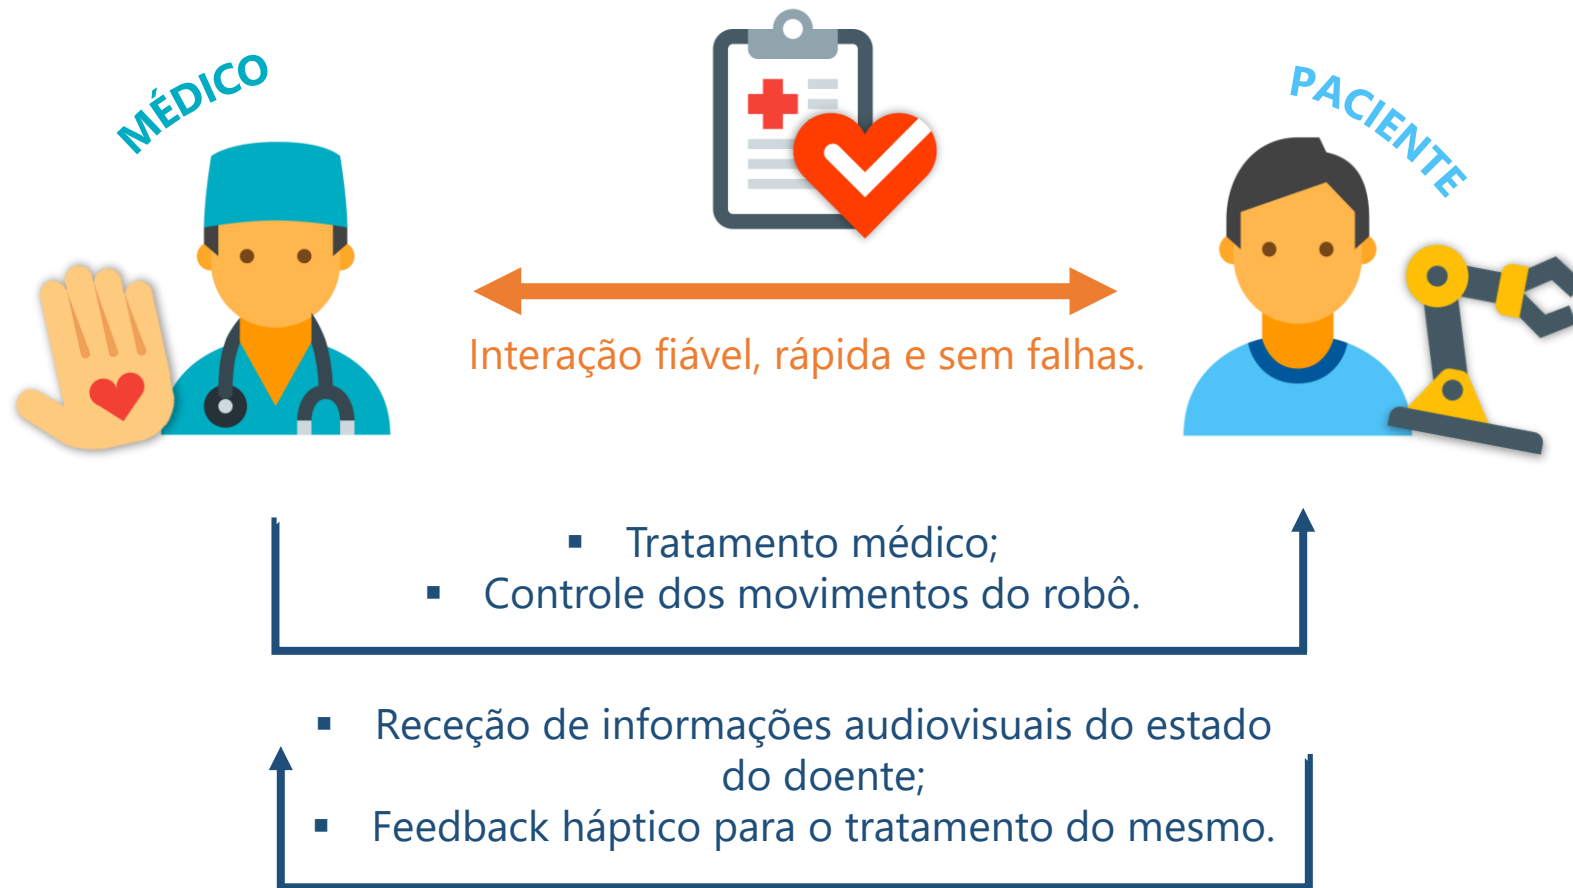 MÉDICO
PACIENTE
Interação fiável, rápida e sem falhas.
▪ Tratamento médico;
▪ Controle dos movimentos do robô.
▪ Receção de informações audiovisuais do estado
do doente;
▪ Feedback háptico para o tratamento do mesmo.